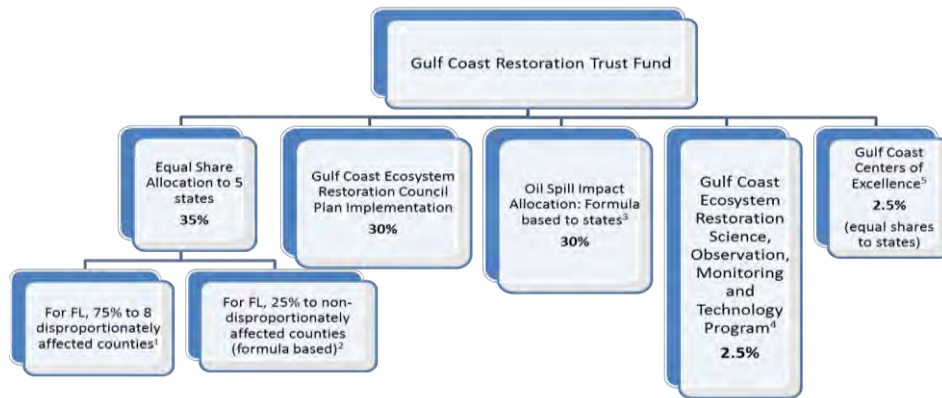 Gulf Coast Restoration Trust Fund
Equal Share
Allocation to 5
states
35%
Gulf Coast Ecosystem
Restoration Council
Plan Implementation
30%
Oil Spill Impact
Allocation: Formula
based to states³
30%
Gulf Coast
Ecosystem
Restoration
Science,
Observation,
Monitoring
and
Technology
Program⁴
2.5%
Gulf Coast
Centers of
Excellence⁵
2.5%
(equal shares
to states)
For FL, 75% to 8
disproportionately
affected counties¹
For FL, 25% to non-
disproportionately
affected counties
(formula based)²